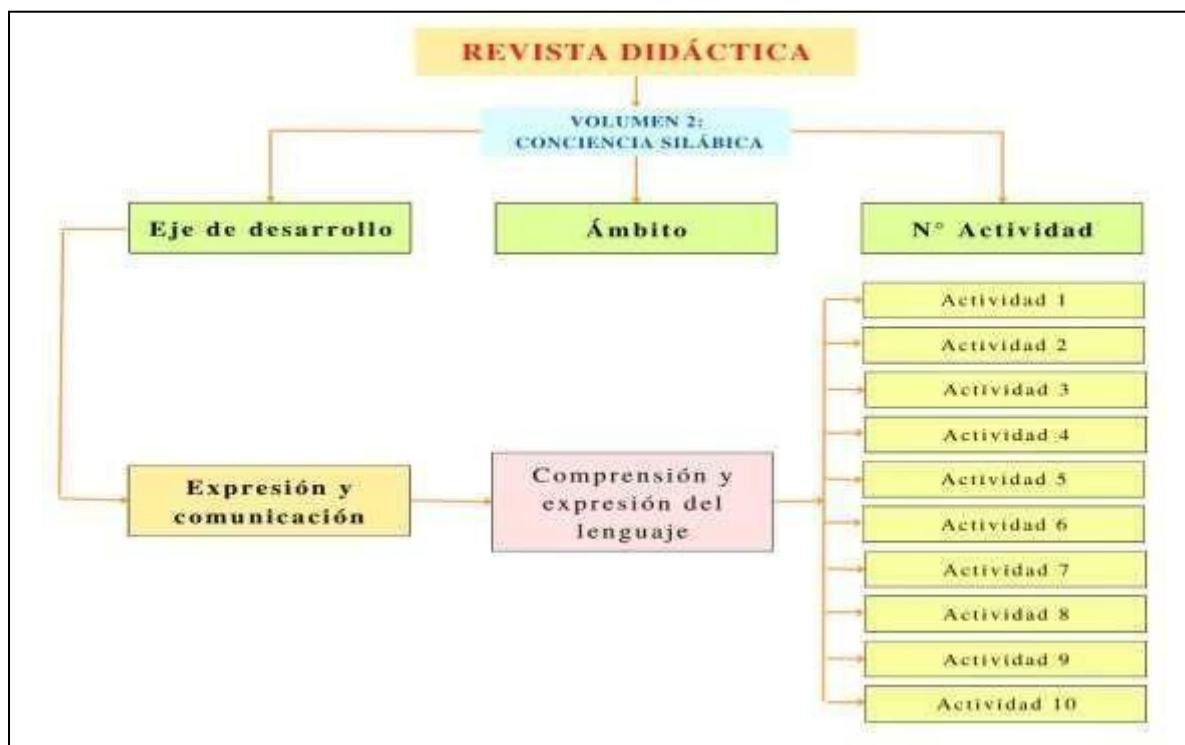 REVISTA DIDÁCTICA
VOLUMEN 2:
CONCIENCIA SILÁBICA
Eje de desarrollo
Ámbito
N° Actividad
Expresión y
comunicación
Comprensión y
expresión del
lenguaje
Actividad 1
Actividad 2
Actividad 3
Actividad 4
Actividad 5
Actividad 6
Actividad 7
Actividad 8
Actividad 9
Actividad 10